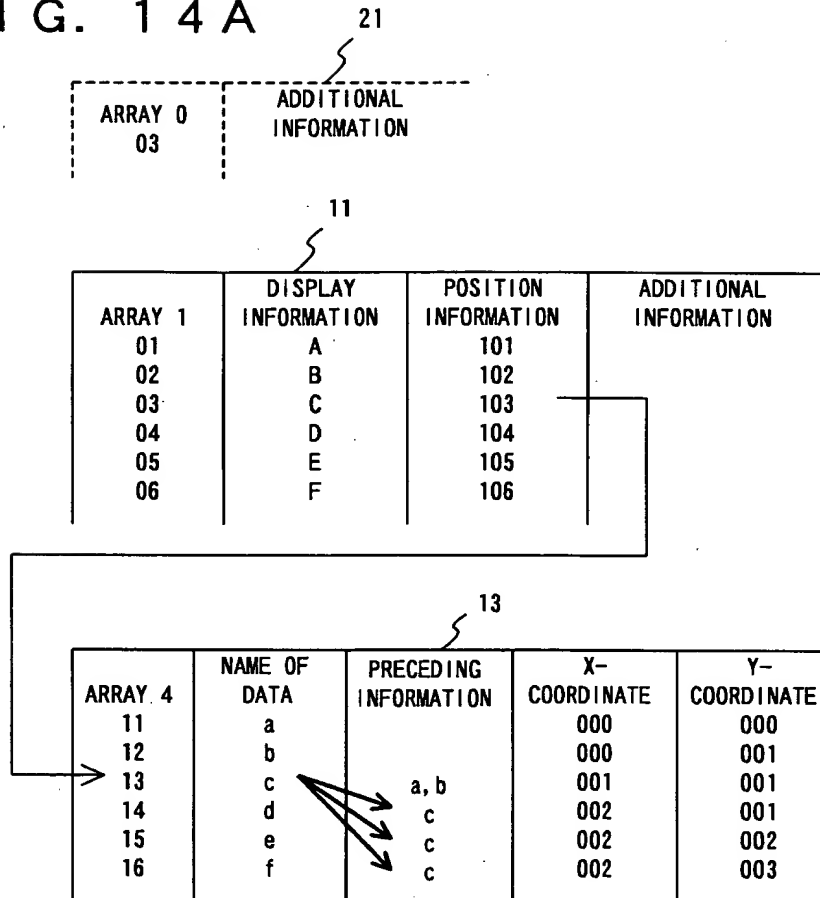 I G. 14A
21
ARRAY 0 ADDITIONAL
03 INFORMATION
11
DISPLAY POSITION ADDITIONAL
ARRAY 1 INFORMATION INFORMATION INFORMATION
01 A 101
02 B 102
03 C 103
04 D 104
05 E 105
06 F 106
13
NAME OF PRECEDING X- Y-
ARRAY 4 DATA INFORMATION COORDINATE COORDINATE
11 a 000 000
12 b 000 001
13 c a,b 001 001
14 d c 002 001
15 e c 002 002
16 f c 002 003